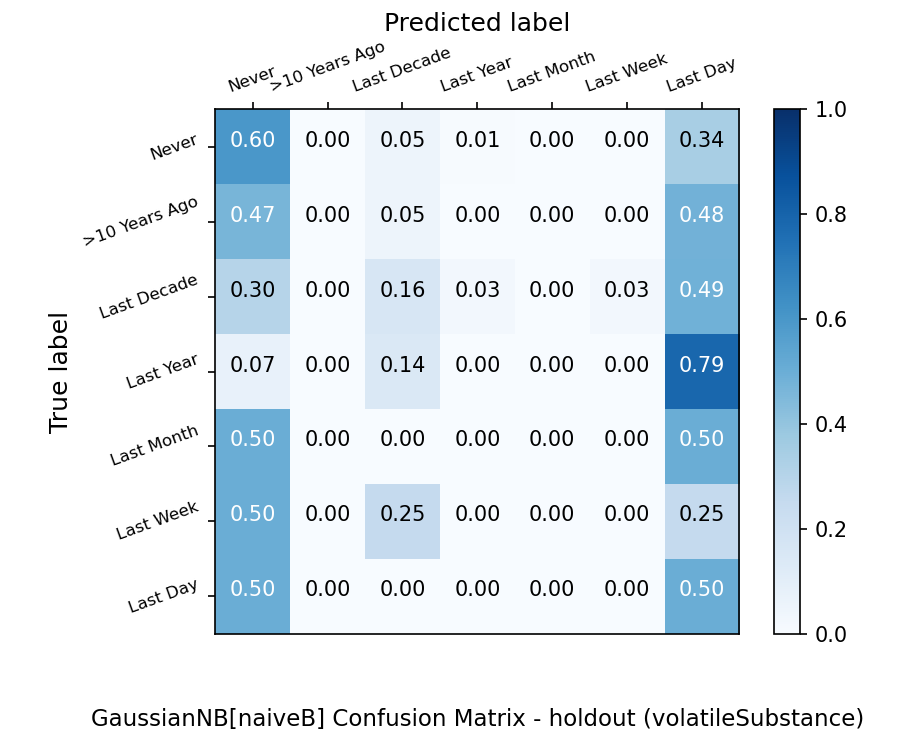 Predicted label
Never >10 Years Ago Last Decade Last Year Last Month Last Week Last Day
Never 0.60 0.00 0.05 0.01 0.00 0.00 0.34
>10 Years Ago 0.47 0.00 0.05 0.00 0.00 0.00 0.48
Last Decade 0.30 0.00 0.16 0.03 0.00 0.03 0.49
Last Year 0.07 0.00 0.14 0.00 0.00 0.00 0.79
Last Month 0.50 0.00 0.00 0.00 0.00 0.00 0.50
Last Week 0.50 0.00 0.25 0.00 0.00 0.00 0.25
Last Day 0.50 0.00 0.00 0.00 0.00 0.00 0.50
True label
1.0
0.8
0.6
0.4
0.2
0.0
GaussianNB[naiveB] Confusion Matrix - holdout (volatileSubstance)